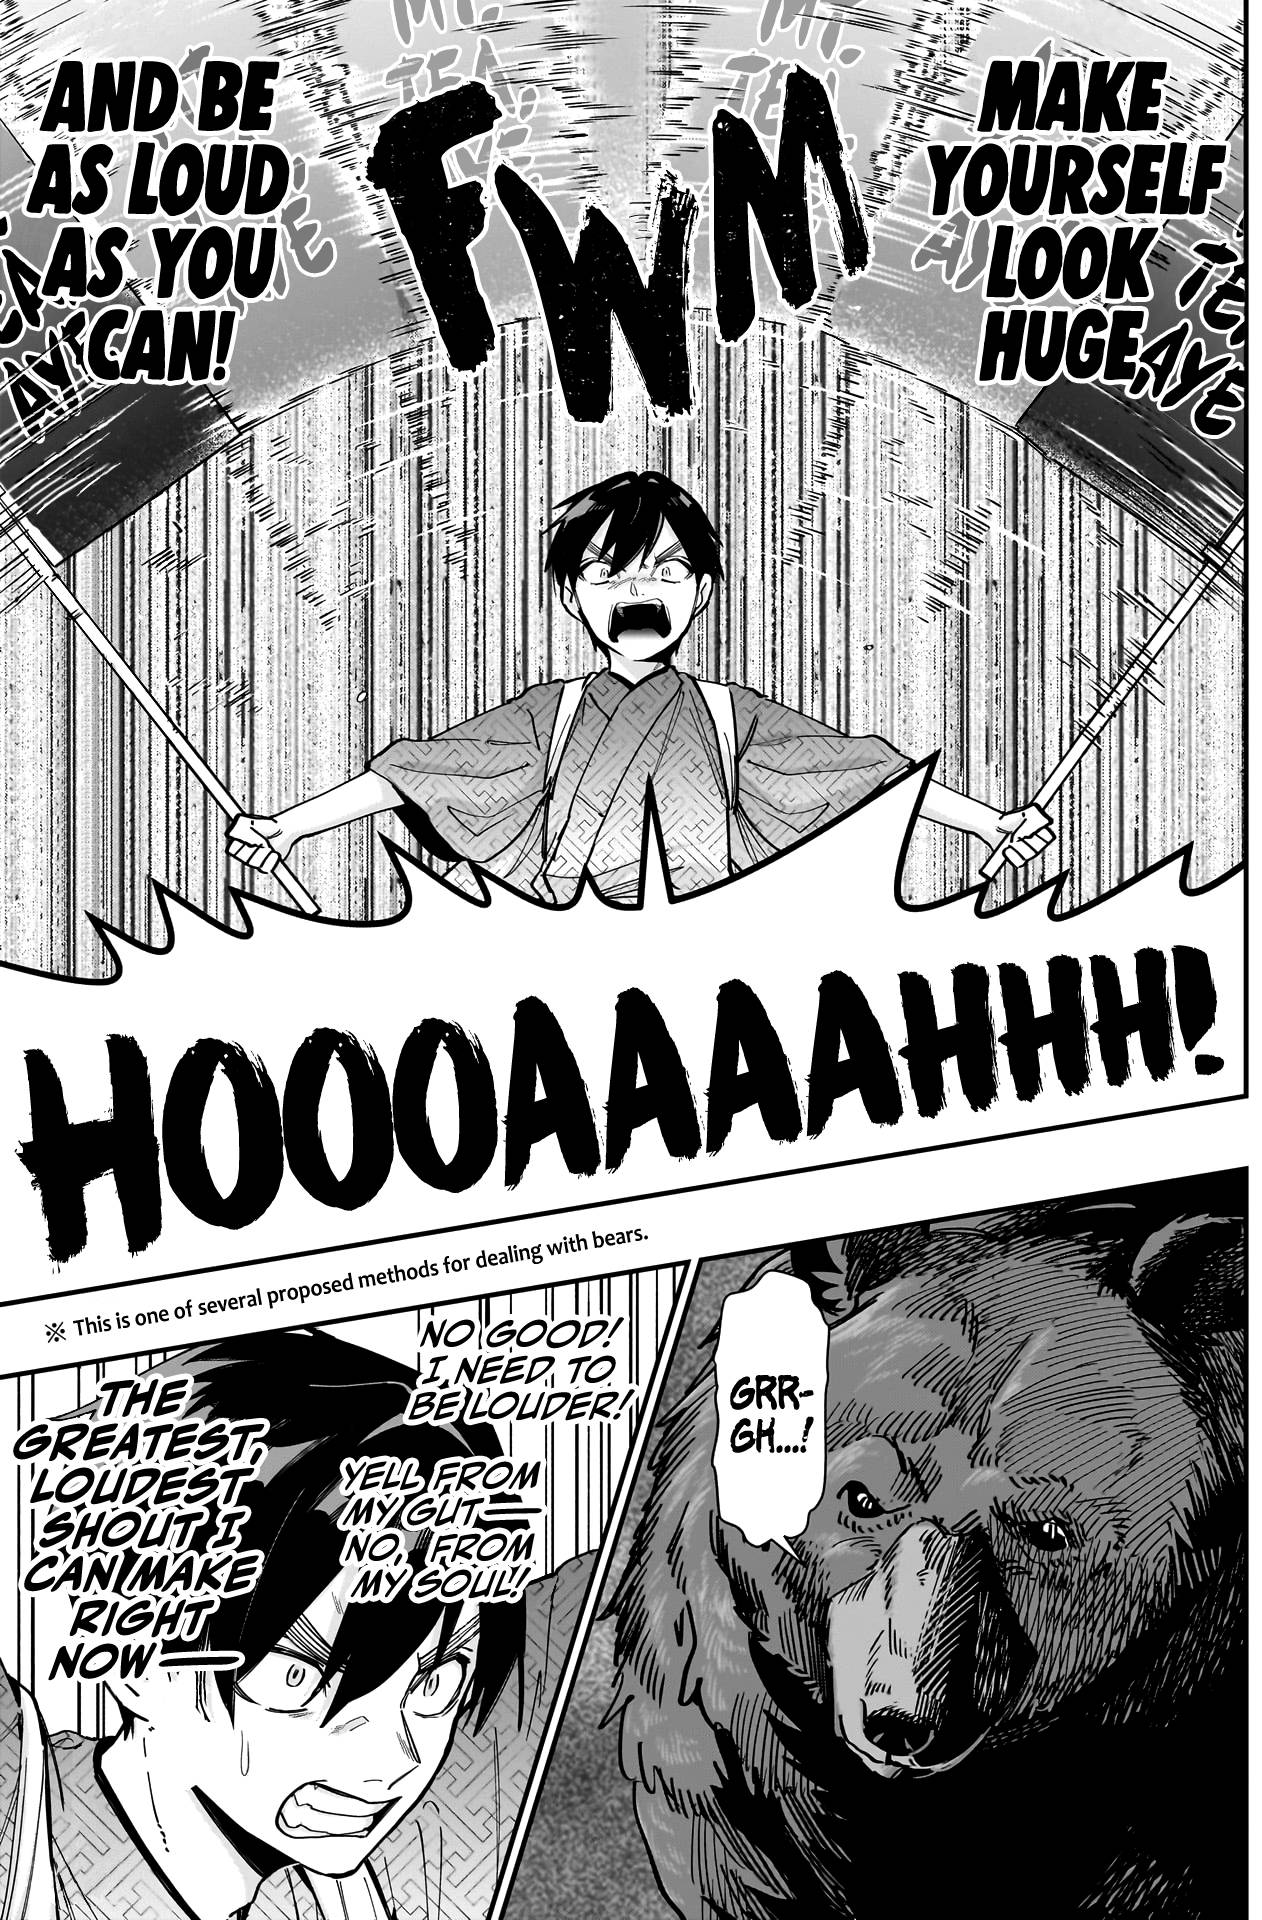 MAKE
YOURSELF
LOOK
HUGE,
FWM
AND BE
AS LOUD
AS YOU
CAN!
MT.
TEA,
AYE
HOOOAAAAAHHH!
※ This is one of several proposed methods for dealing with bears.
GRR-
GH...!
NO GOOD!
I NEED TO
BE LOUDER!
YELL FROM
MY GUT—
NO, FROM
MY SOUL!
THE
GREATEST,
LOUDEST
SHOUT I
CAN MAKE
RIGHT
NOW—